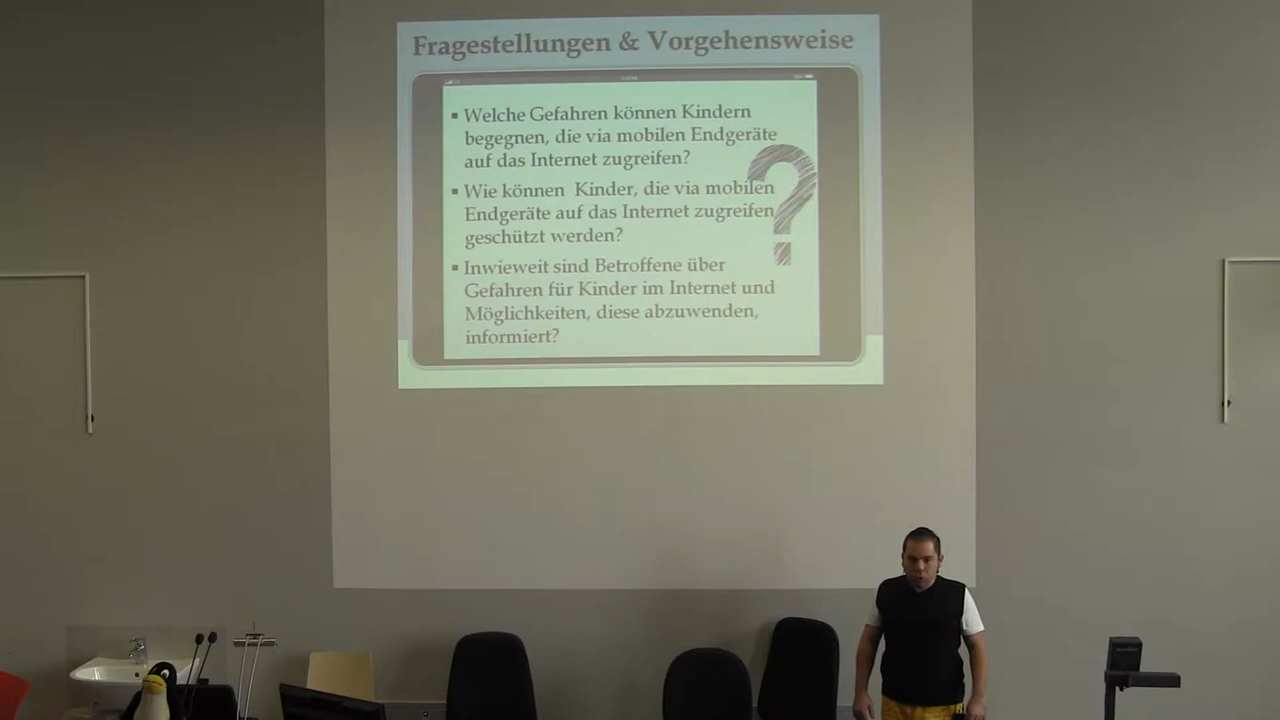 Fragestellungen & Vorgehensweise
▪ Welche Gefahren können Kindern
begegnen, die via mobilen Endgeräte
auf das Internet zugreifen?
▪ Wie können Kinder, die via mobilen
Endgeräte auf das Internet zugreifen
geschützt werden?
▪ Inwieweit sind Betroffene über
Gefahren für Kinder im Internet und
Möglichkeiten, diese abzuwenden,
informiert?
?